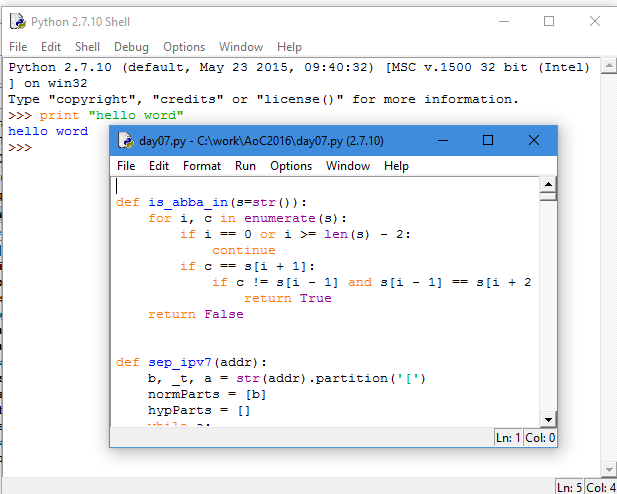 Python 2.7.10 Shell
File Edit Shell Debug Options Window Help
Python 2.7.10 (default, May 23 2015, 09:40:32) [MSC v.1500 32 bit (Intel)
] on win32
Type "copyright", "credits" or "license()" for more information.
>>> print "hello word"
hello word
>>>
day07.py - C:\work\AoC2016\day07.py (2.7.10)
File Edit Format Run Options Window Help
def is_abba_in(s=str()):
    for i, c in enumerate(s):
        if i == 0 or i >= len(s) - 2:
            continue
        if c == s[i + 1]:
            if c != s[i - 1] and s[i - 1] == s[i + 2
                return True
    return False
def sep_ipv7(addr):
    b, _t, a = str(addr).partition('[')
    normParts = [b]
    hypParts = []
    while a:
Ln: 1 Col: 0
Ln: 5 Col: 4